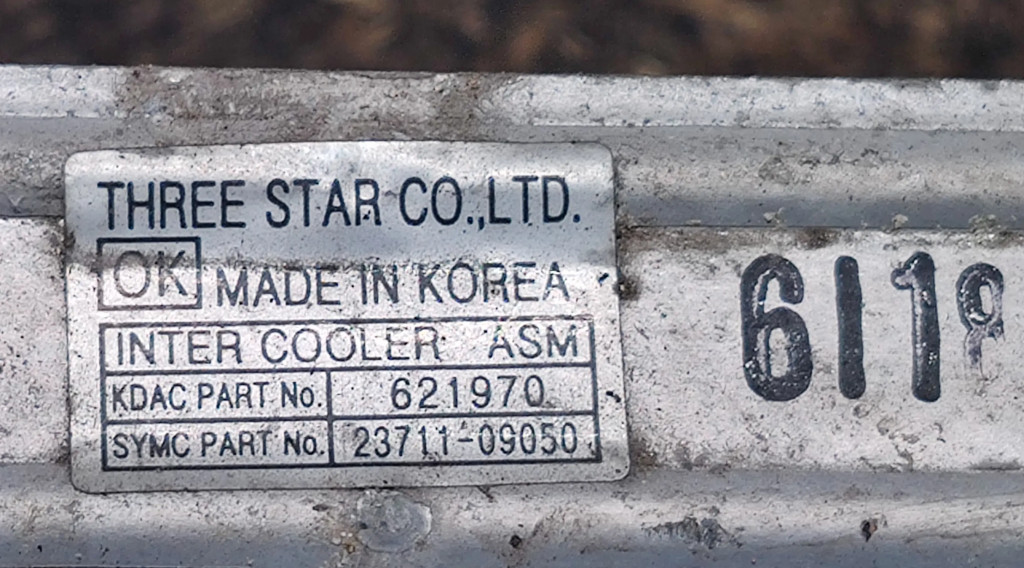 THREE STAR CO.,LTD.
OK MADE IN KOREA
INTER COOLER ASM
KDAC PART No. 621970
SYMC PART No. 23711-09050